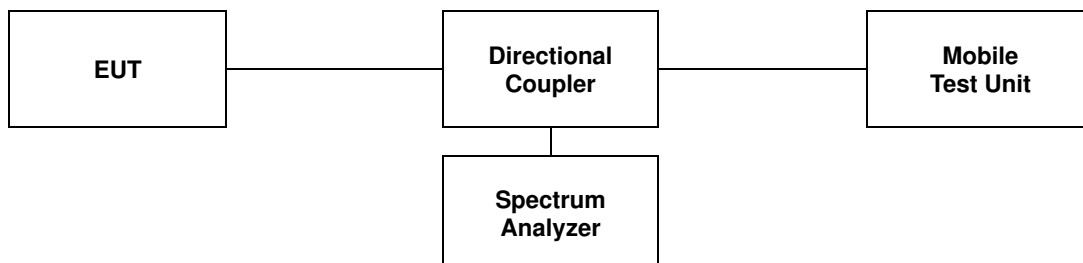 EUT
Directional
Coupler
Mobile
Test Unit
Spectrum
Analyzer